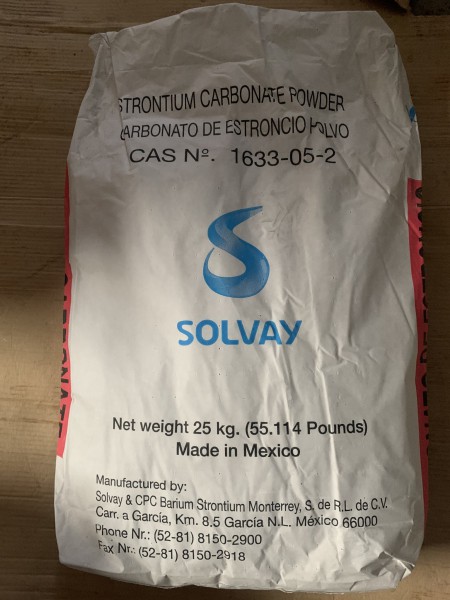 STRONTIUM CARBONATE POWDER
CARBONATO DE ESTRONCIO POLVO
CAS Nº. 1633-05-2
SOLVAY
Net weight 25 kg. (55.114 Pounds)
Made in Mexico
Manufactured by:
Solvay & CPC Barium Strontium Monterrey, S. de R.L. de C.V.
Carr. a García, Km. 8.5 García N.L. México 66000
Phone Nr.: (52-81) 8150-2900
Fax Nr.: (52-81) 8150-2918